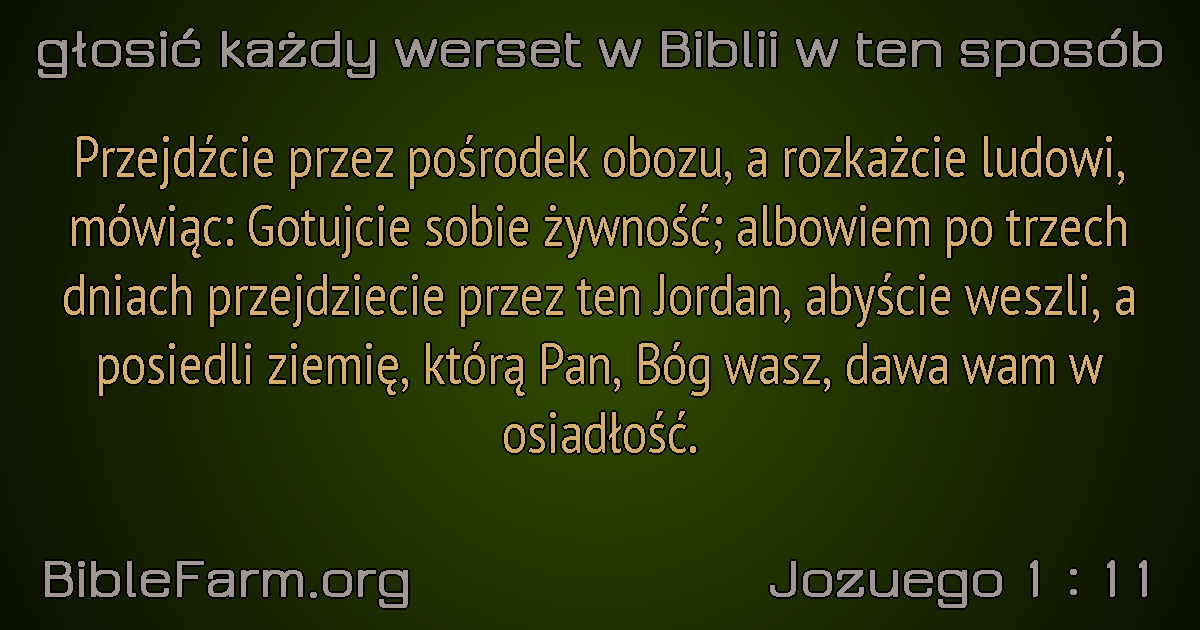 głosić każdy werset w Biblii w ten sposób
Przejdźcie przez pośrodek obozu, a rozkażcie ludowi,
mówiąc: Gotujcie sobie żywność; albowiem po trzech
dniach przejdziecie przez ten Jordan, abyście weszli, a
posiedli ziemię, którą Pan, Bóg wasz, dawa wam w
osiadłość.
BibleFarm.org
Jozuego 1 : 11